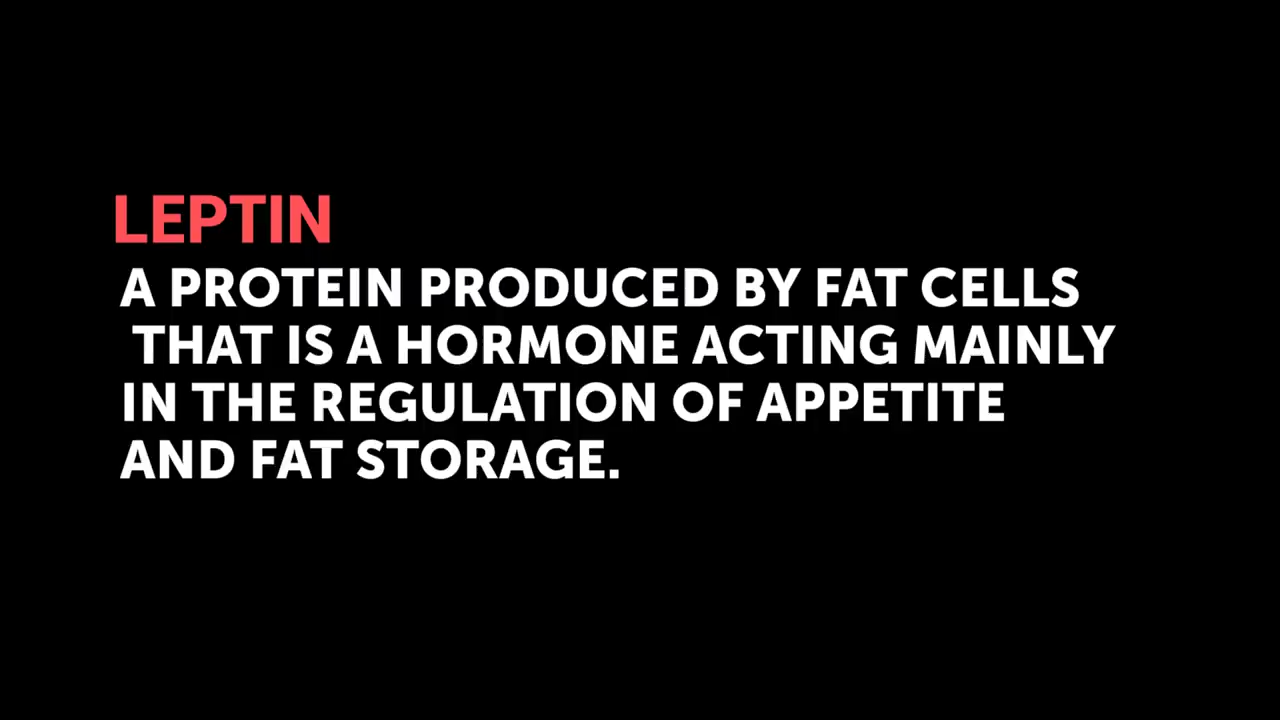 LEPTIN
A PROTEIN PRODUCED BY FAT CELLS
THAT IS A HORMONE ACTING MAINLY
IN THE REGULATION OF APPETITE
AND FAT STORAGE.